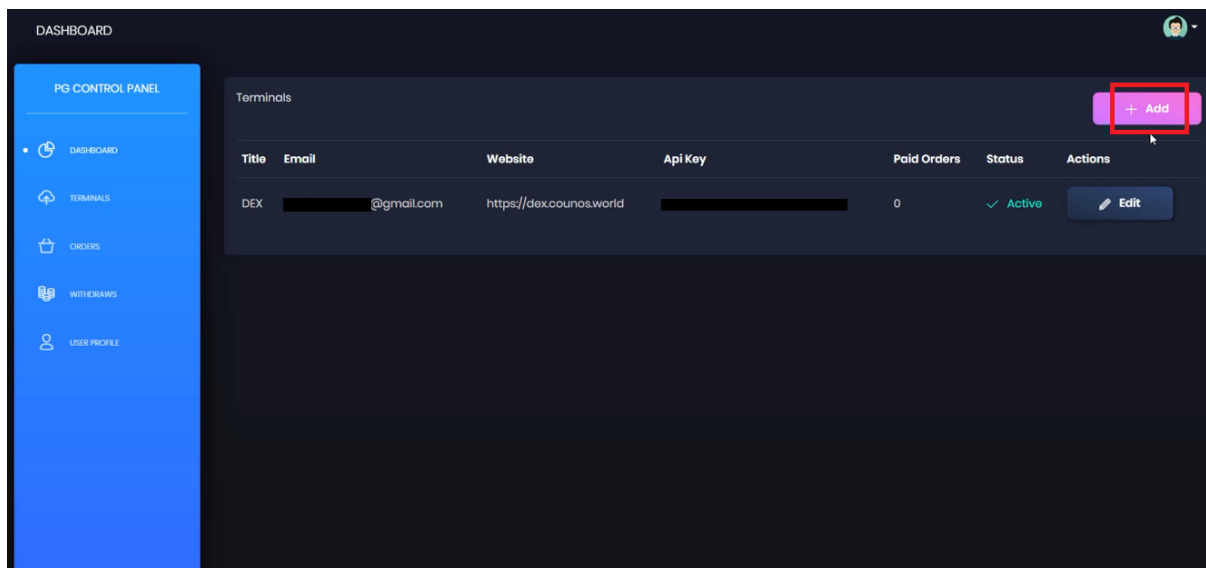 DASHBOARD
PG CONTROL PANEL
DASHBOARD
TERMINALS
ORDERS
WITHDRAWS
USER PROFILE
Terminals
+ Add
Title Email Website Api Key Paid Orders Status Actions
DEX @gmail.com https://dex.counos.world 0 Active Edit